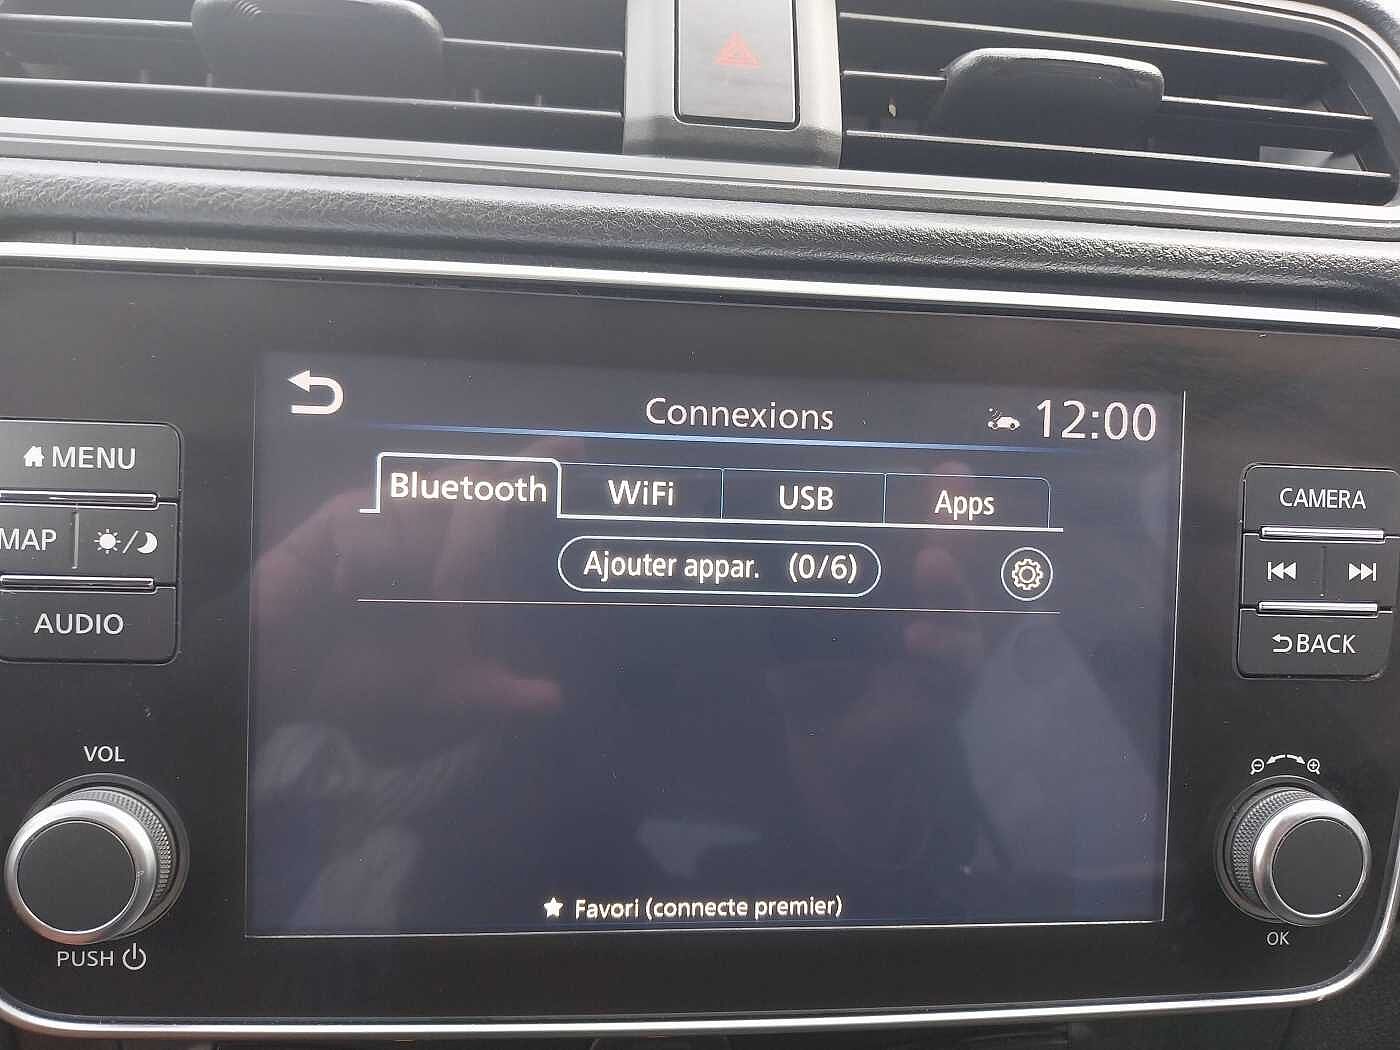 Connexions
12:00
Bluetooth
WiFi
USB
Apps
Ajouter appar. (0/6)
Favori (connecte premier)
MENU
MAP
AUDIO
VOL
PUSH
CAMERA
BACK
OK